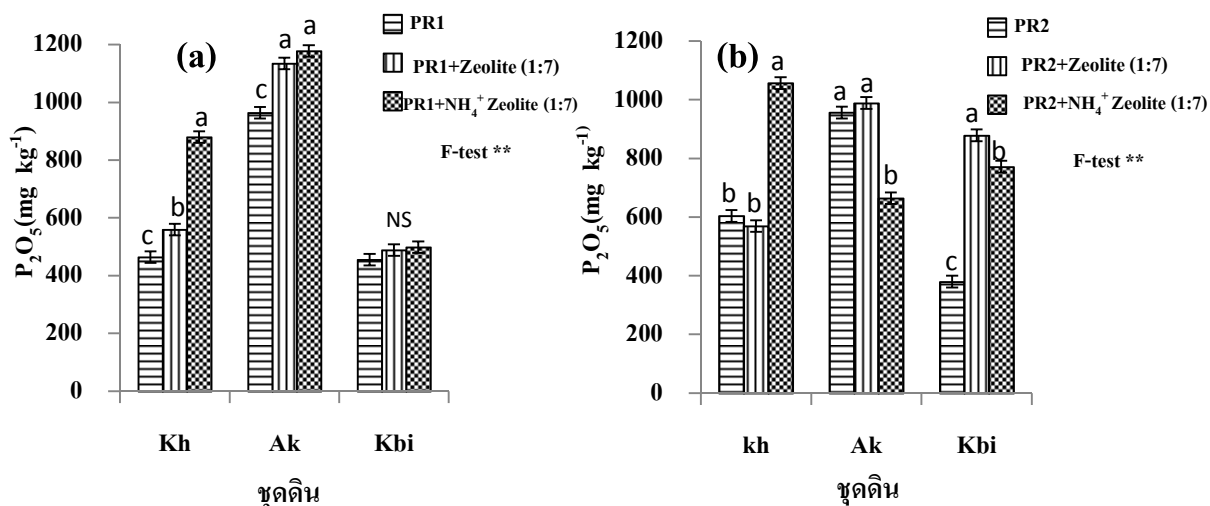 (a)
PR1
PR1+Zeolite (1:7)
PR1+NH₄⁺ Zeolite (1:7)
F-test **
P₂O₅(mg kg⁻¹)
1200
1000
800
600
400
200
0
c
b
a
c
a
a
NS
Kh
Ak
Kbi
ชุดดิน
(b)
PR2
PR2+Zeolite (1:7)
PR2+NH₄⁺ Zeolite (1:7)
F-test **
P₂O₅(mg kg⁻¹)
1200
1000
800
600
400
200
0
b
b
a
a
a
b
c
a
b
kh
Ak
Kbi
ชุดดิน